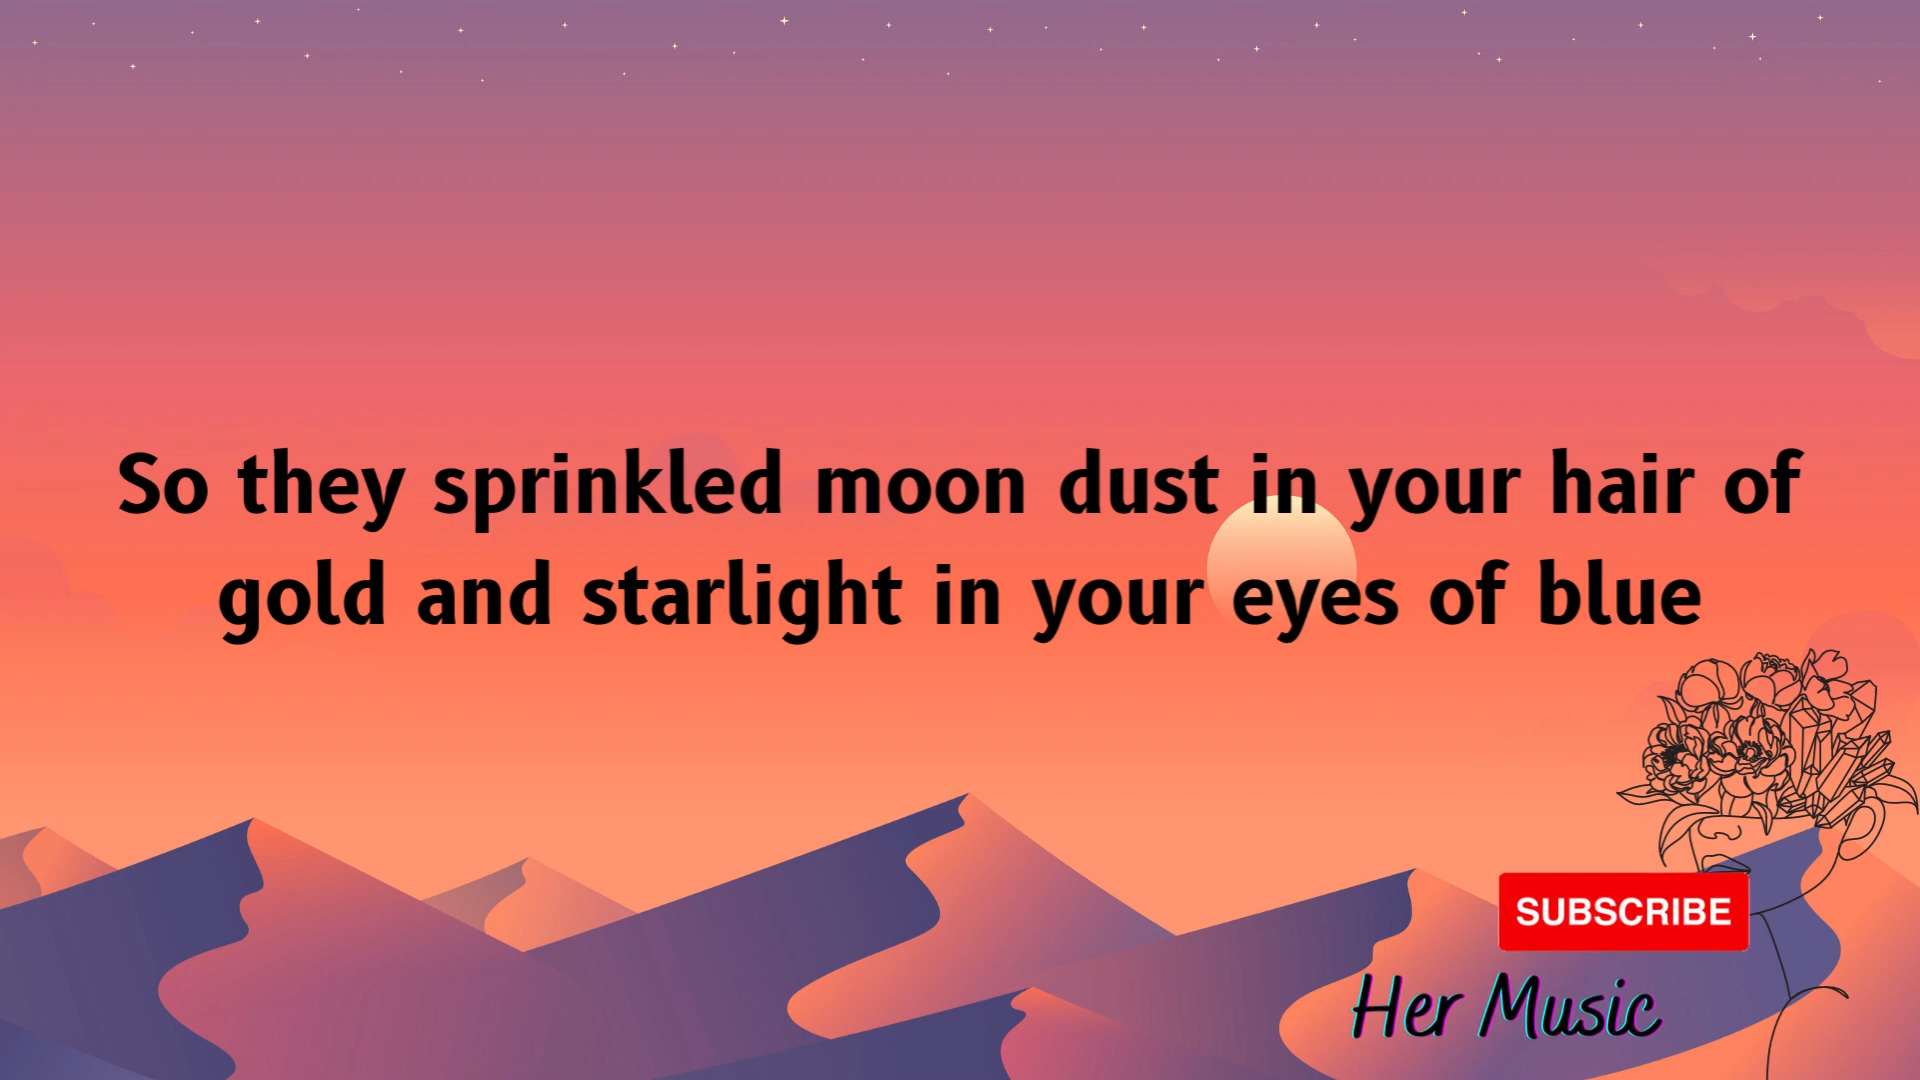 So they sprinkled moon dust in your hair of
gold and starlight in your eyes of blue
SUBSCRIBE
Her Music